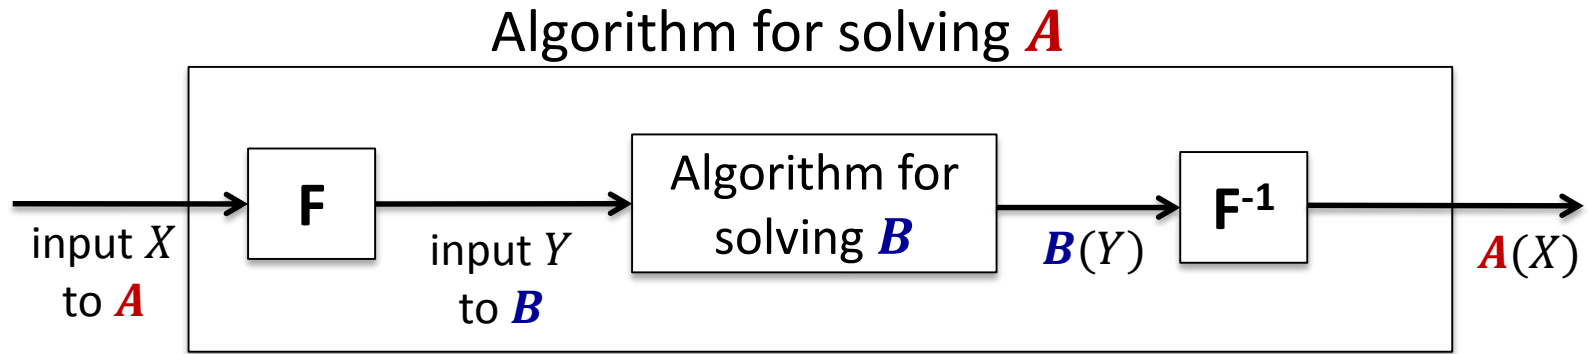 Algorithm for solving A
F
Algorithm for
solving B
F-1
input X
to A
input Y
to B
B(Y)
A(X)